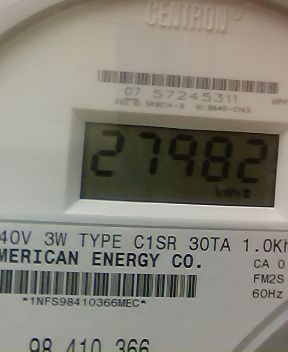 CENTRON
07 57245311
27982
kWh
40V 3W TYPE C1SR 30TA 1.0Kh
MERICAN ENERGY CO.
CA 0
FM2S
*1NFS98410366MEC*
60Hz
98 410 366